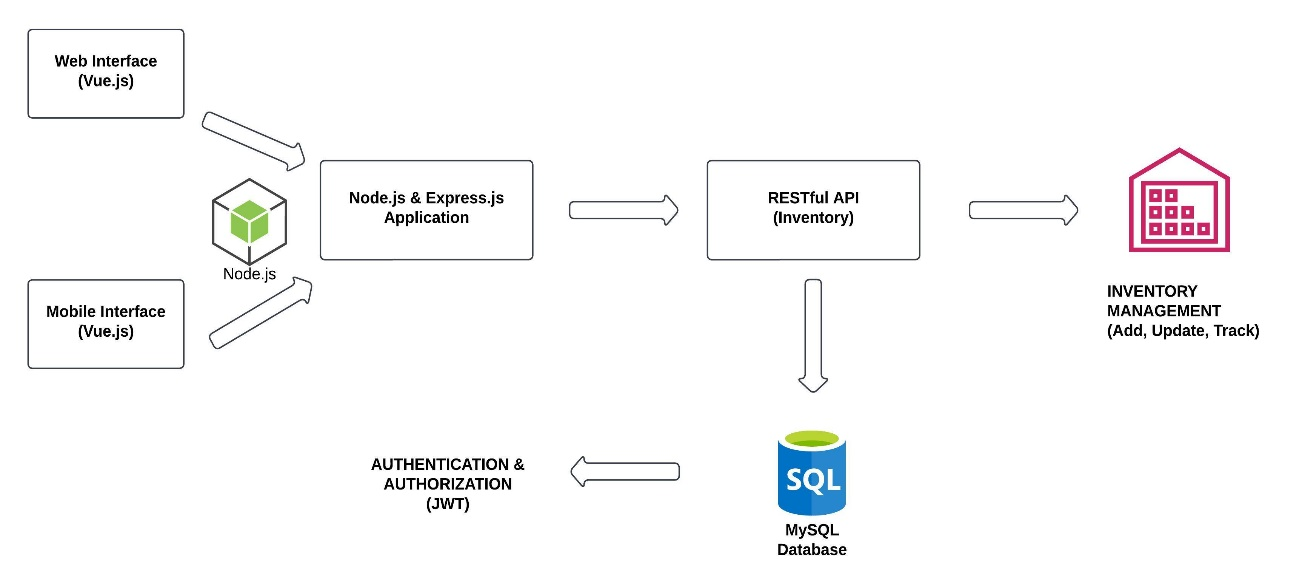 Web Interface
(Vue.js)
Node.js & Express.js
Application
RESTful API
(Inventory)
Node.js
Mobile Interface
(Vue.js)
INVENTORY
MANAGEMENT
(Add, Update, Track)
AUTHENTICATION &
AUTHORIZATION
(JWT)
SQL
MySQL
Database